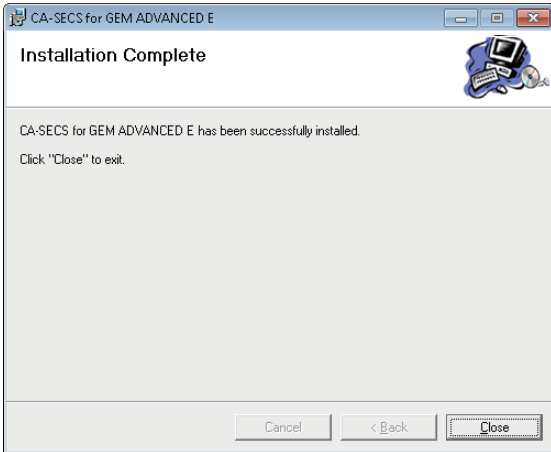 CA-SECS for GEM ADVANCED E
Installation Complete
CA-SECS for GEM ADVANCED E has been successfully installed.
Click "Close" to exit.
Cancel
< Back
Close